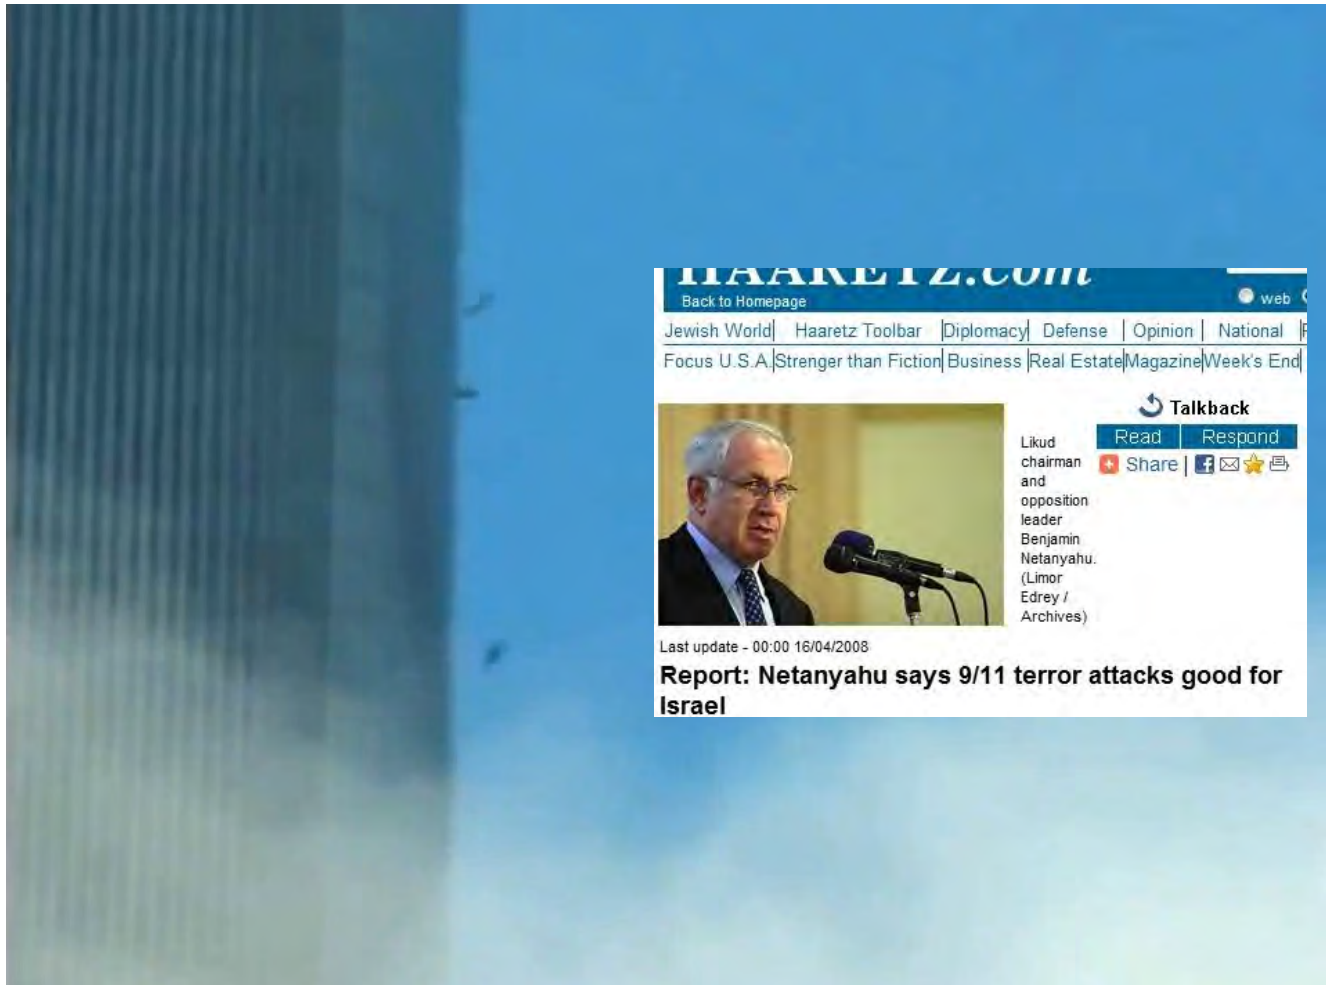 HAARETZ.com
Back to Homepage
web
Jewish World Haaretz Toolbar Diplomacy Defense Opinion National
Focus U.S.A. Strenger than Fiction Business Real Estate Magazine Week's End
Talkback
Read Respond
Share
Likud
chairman
and
opposition
leader
Benjamin
Netanyahu.
(Limor
Edrey /
Archives)
Last update - 00:00 16/04/2008
Report: Netanyahu says 9/11 terror attacks good for
Israel